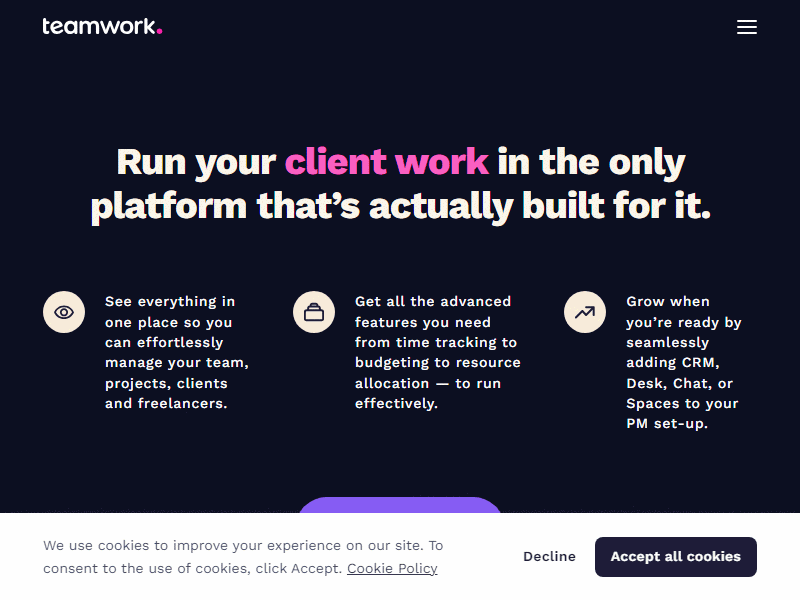 teamwork.
Run your client work in the only
platform that’s actually built for it.
See everything in
one place so you
can effortlessly
manage your team,
projects, clients
and freelancers.
Get all the advanced
features you need
from time tracking to
budgeting to resource
allocation — to run
effectively.
Grow when
you’re ready by
seamlessly
adding CRM,
Desk, Chat, or
Spaces to your
PM set-up.
We use cookies to improve your experience on our site. To
consent to the use of cookies, click Accept. Cookie Policy
Decline
Accept all cookies